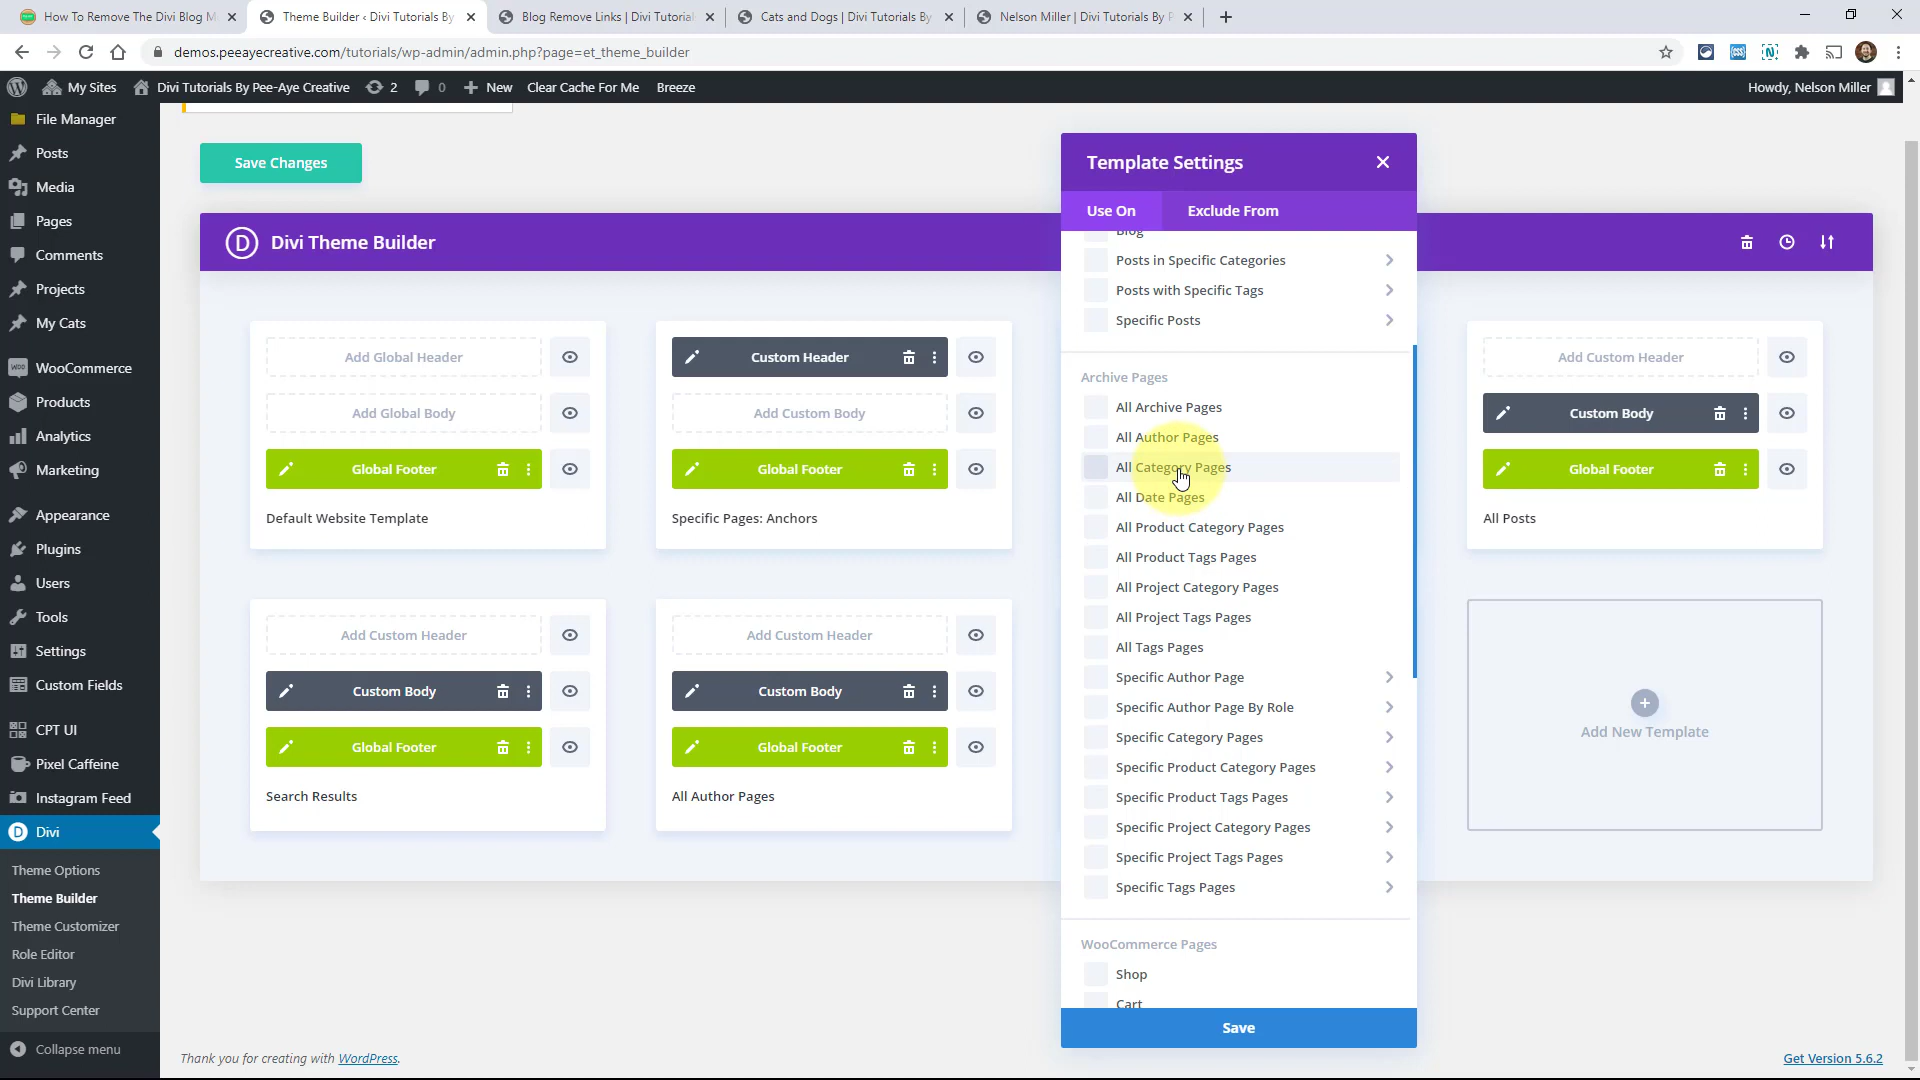 How To Remove The Divi Blog M
Theme Builder ‹ Divi Tutorials By
Blog Remove Links | Divi Tutorial
Cats and Dogs | Divi Tutorials By
Nelson Miller | Divi Tutorials By P
demos.peeayecreative.com/tutorials/wp-admin/admin.php?page=et_theme_builder
My Sites
Divi Tutorials By Pee-Aye Creative
2
0
New
Clear Cache For Me
Breeze
Howdy, Nelson Miller
File Manager
Posts
Media
Pages
Comments
Projects
My Cats
WooCommerce
Products
Analytics
Marketing
Appearance
Plugins
Users
Tools
Settings
Custom Fields
CPT UI
Pixel Caffeine
Instagram Feed
Divi
Theme Options
Theme Builder
Theme Customizer
Role Editor
Divi Library
Support Center
Collapse menu
Save Changes
D Divi Theme Builder
Add Global Header
Add Global Body
Global Footer
Default Website Template
Custom Header
Add Custom Body
Global Footer
Specific Pages: Anchors
Add Custom Header
Custom Body
Global Footer
All Posts
Add Custom Header
Custom Body
Global Footer
Search Results
Add Custom Header
Custom Body
Global Footer
All Author Pages
Add New Template
Template Settings
Use On
Exclude From
Blog
Posts in Specific Categories
Posts with Specific Tags
Specific Posts
Archive Pages
All Archive Pages
All Author Pages
All Category Pages
All Date Pages
All Product Category Pages
All Product Tags Pages
All Project Category Pages
All Project Tags Pages
All Tags Pages
Specific Author Page
Specific Author Page By Role
Specific Category Pages
Specific Product Category Pages
Specific Product Tags Pages
Specific Project Category Pages
Specific Project Tags Pages
Specific Tags Pages
WooCommerce Pages
Shop
Cart
Save
Thank you for creating with WordPress.
Get Version 5.6.2